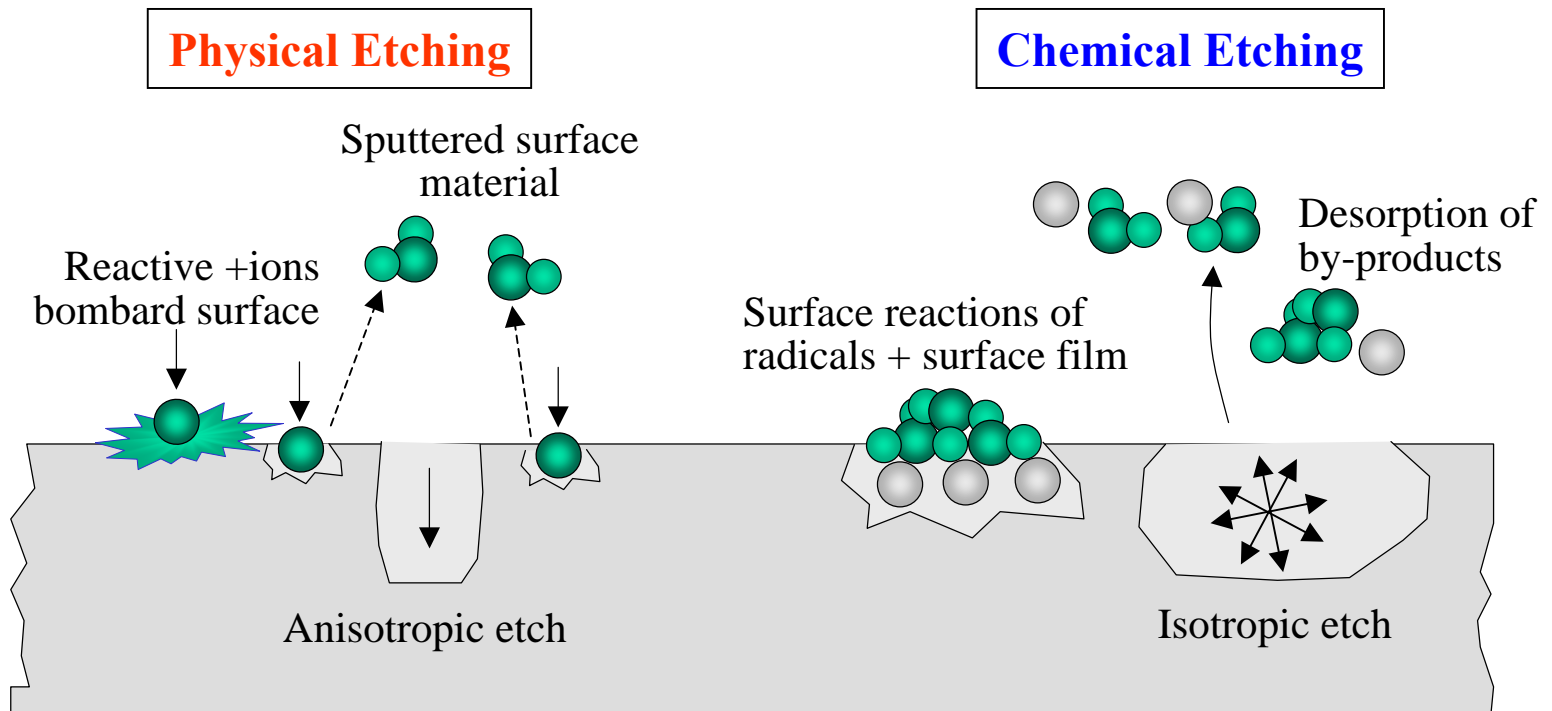 Physical Etching
Chemical Etching
Sputtered surface
material
Reactive +ions
bombard surface
Desorption of
by-products
Surface reactions of
radicals + surface film
Anisotropic etch
Isotropic etch